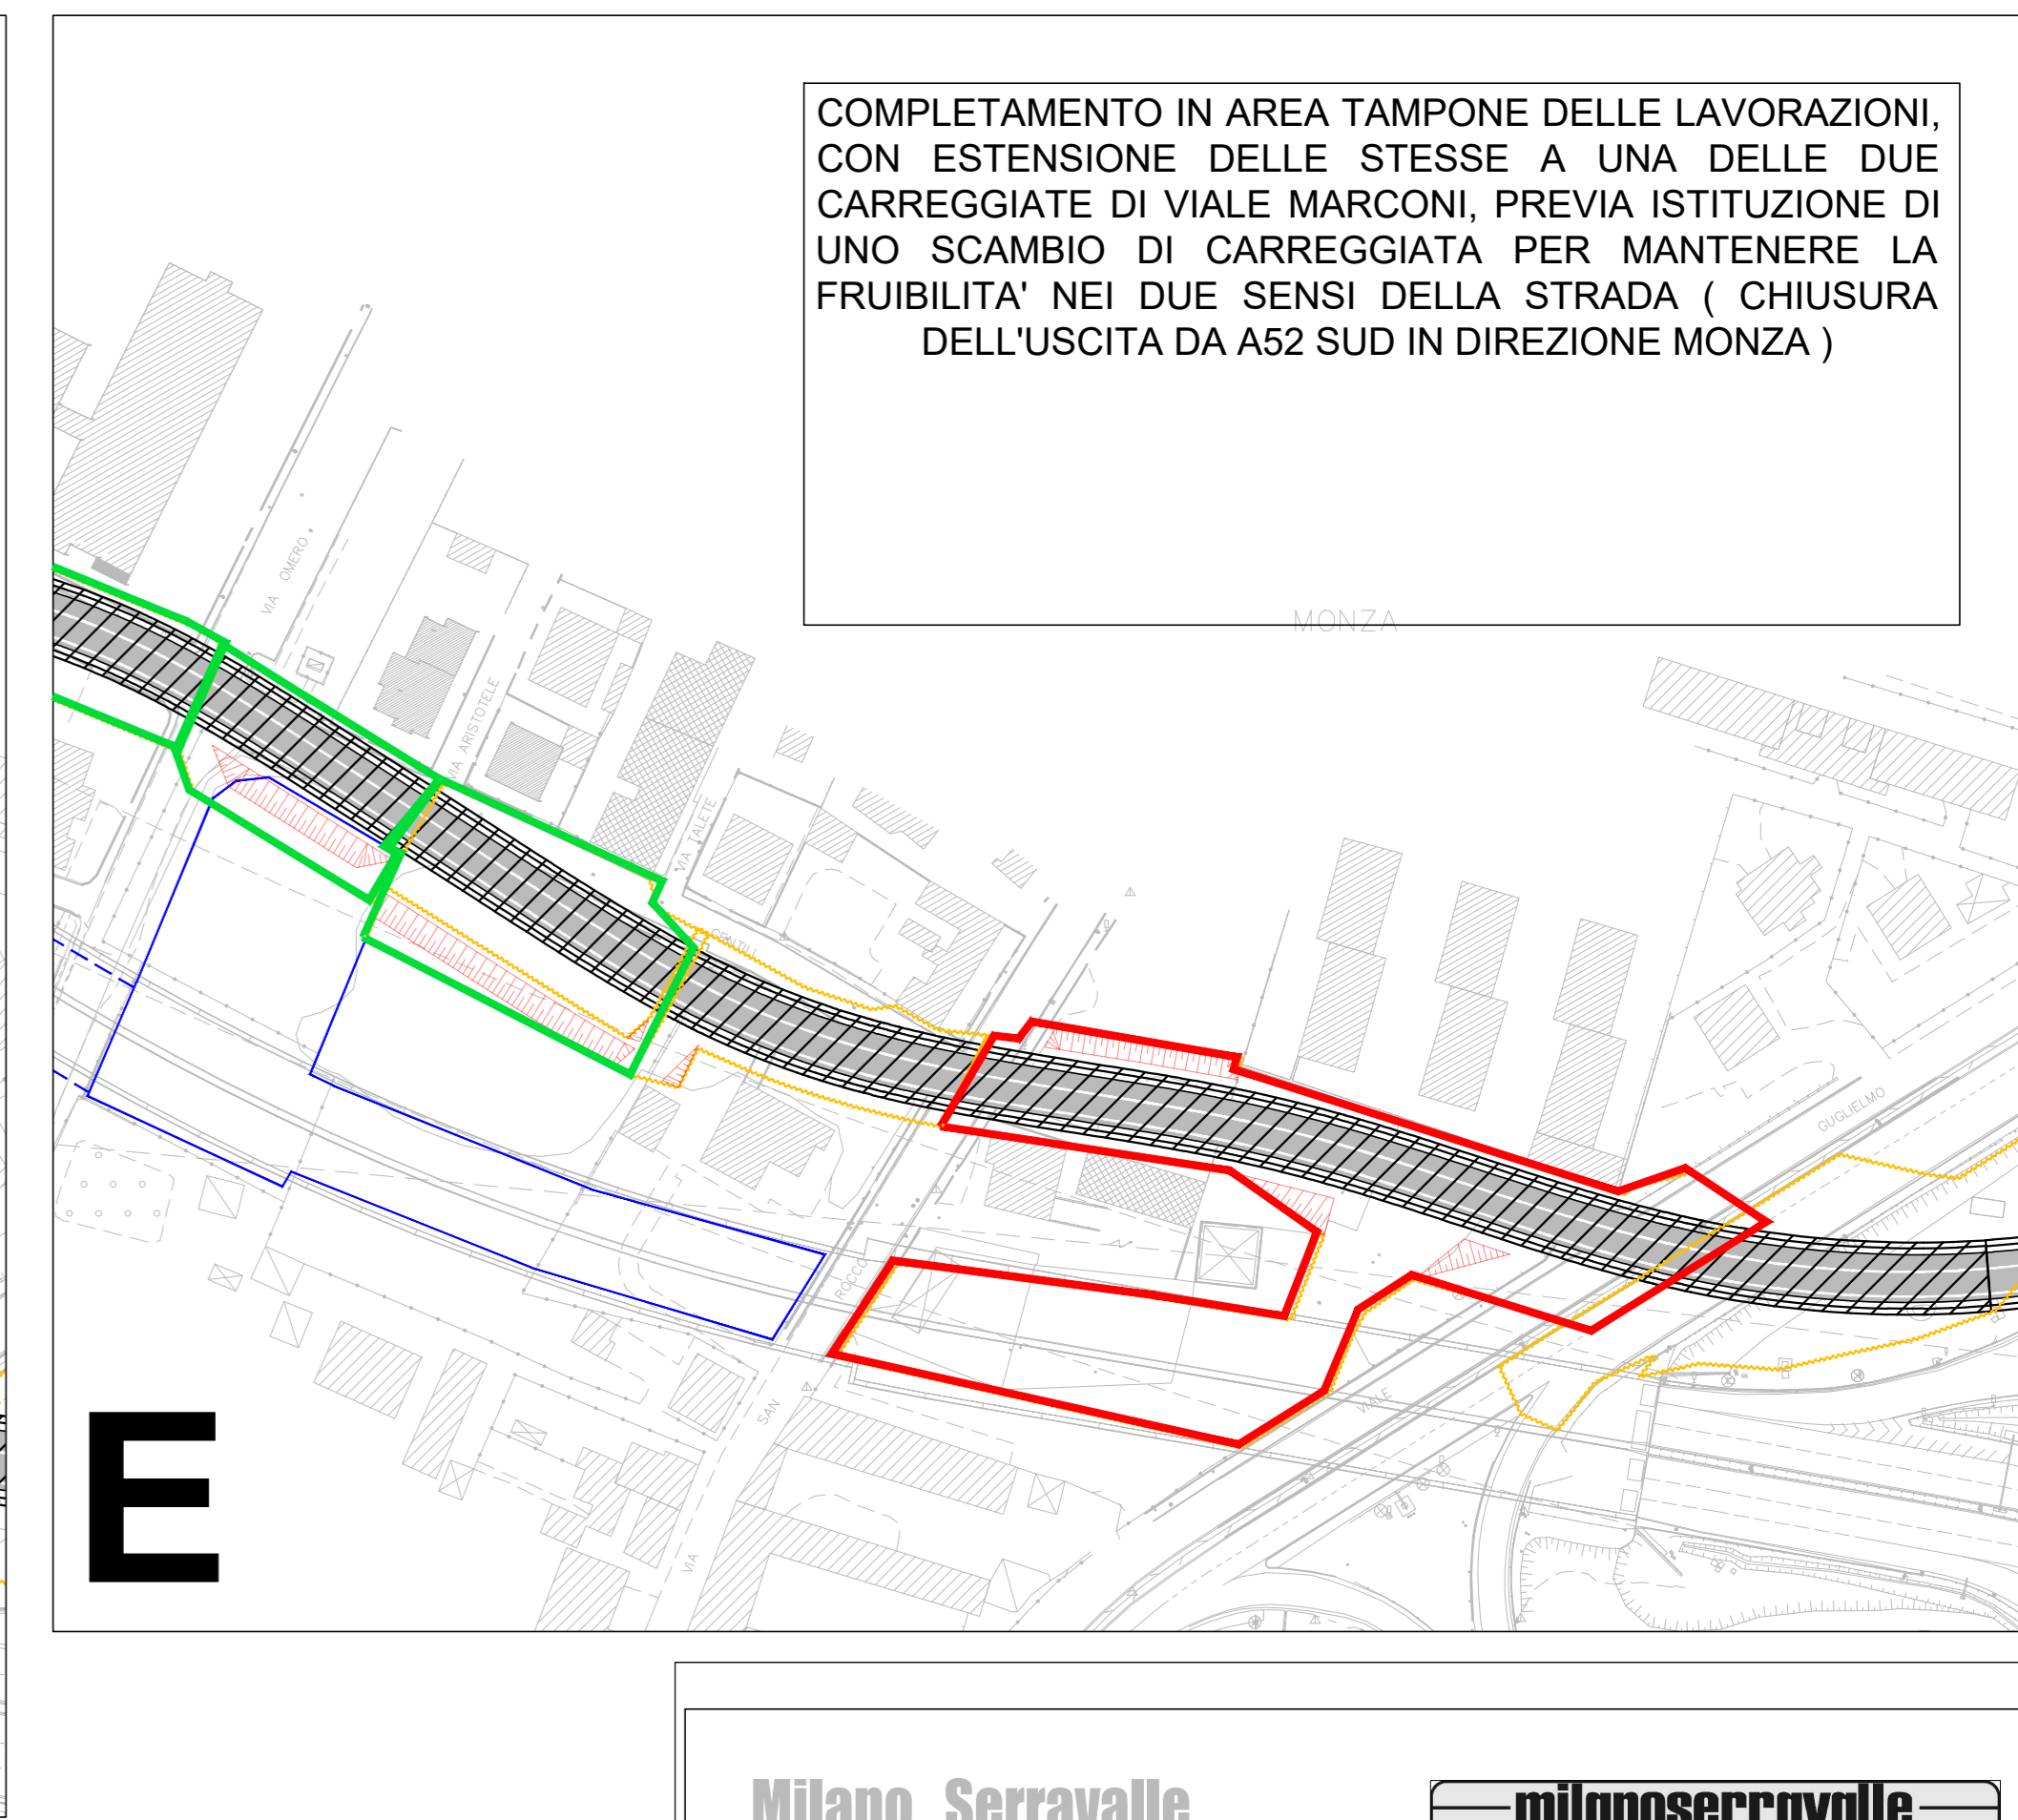 COMPLETAMENTO IN AREA TAMPONE DELLE LAVORAZIONI,
CON ESTENSIONE DELLE STESSE A UNA DELLE DUE
CARREGGIATE DI VIALE MARCONI, PREVIA ISTITUZIONE DI
UNO SCAMBIO DI CARREGGIATA PER MANTENERE LA
FRUIBILITA' NEI DUE SENSI DELLA STRADA ( CHIUSURA
DELL'USCITA DA A52 SUD IN DIREZIONE MONZA )
MONZA
VIA OMERO
VIA ARISTOTELE
VIA TALETE
GENTILI
GUGLIELMO
VIALE
ROCCO
SAN
VIA
E
Milano Serravalle
milanoserravalle